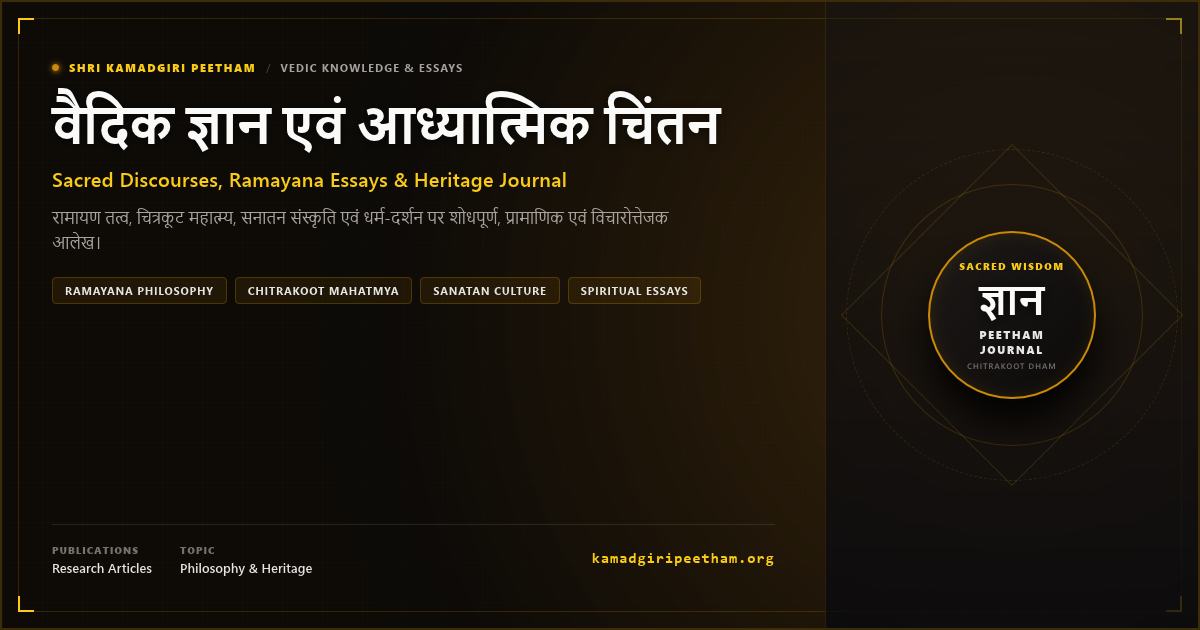 SHRI KAMADGIRI PEETHAM / VEDIC KNOWLEDGE & ESSAYS
वैदिक ज्ञान एवं आध्यात्मिक चिंतन
Sacred Discourses, Ramayana Essays & Heritage Journal
रामायण तत्व, चित्रकूट महात्म्य, सनातन संस्कृति एवं धर्म-दर्शन पर शोधपूर्ण, प्रामाणिक एवं विचारोत्तेजक
आलेख।
RAMAYANA PHILOSOPHY CHITRAKOOT MAHATMYA SANATAN CULTURE SPIRITUAL ESSAYS
SACRED WISDOM
ज्ञान
PEETHAM
JOURNAL
CHITRAKOOT DHAM
PUBLICATIONS
Research Articles
TOPIC
Philosophy & Heritage
kamadgiripeetham.org